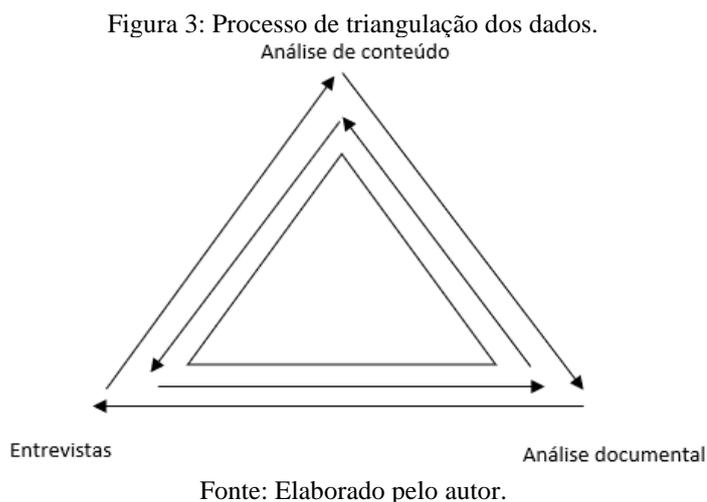 Figura 3: Processo de triangulação dos dados.
Análise de conteúdo
Entrevistas
Análise documental
Fonte: Elaborado pelo autor.